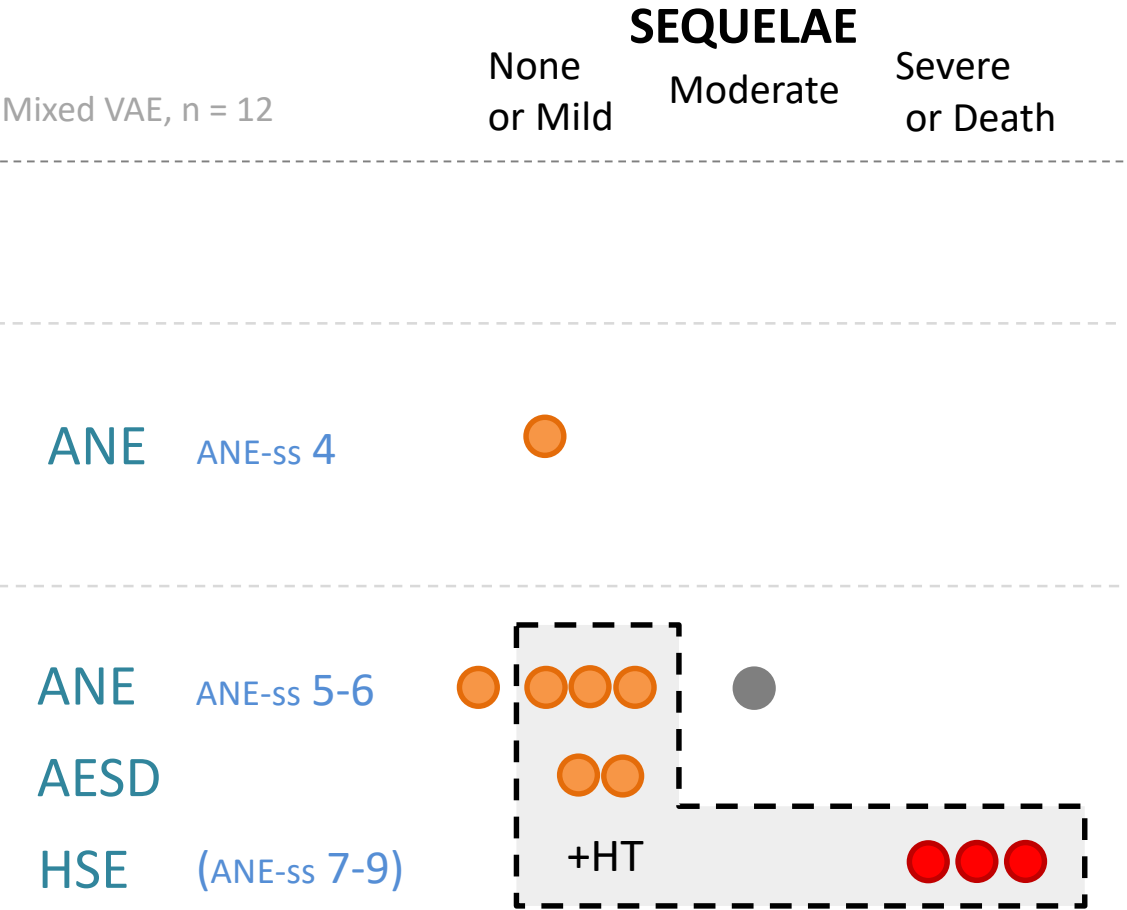 SEQUELAE
None
or Mild
Moderate
Severe
or Death
Mixed VAE, n = 12
ANE ANE-ss 4
ANE ANE-ss 5-6
AESD
HSE (ANE-ss 7-9) +HT